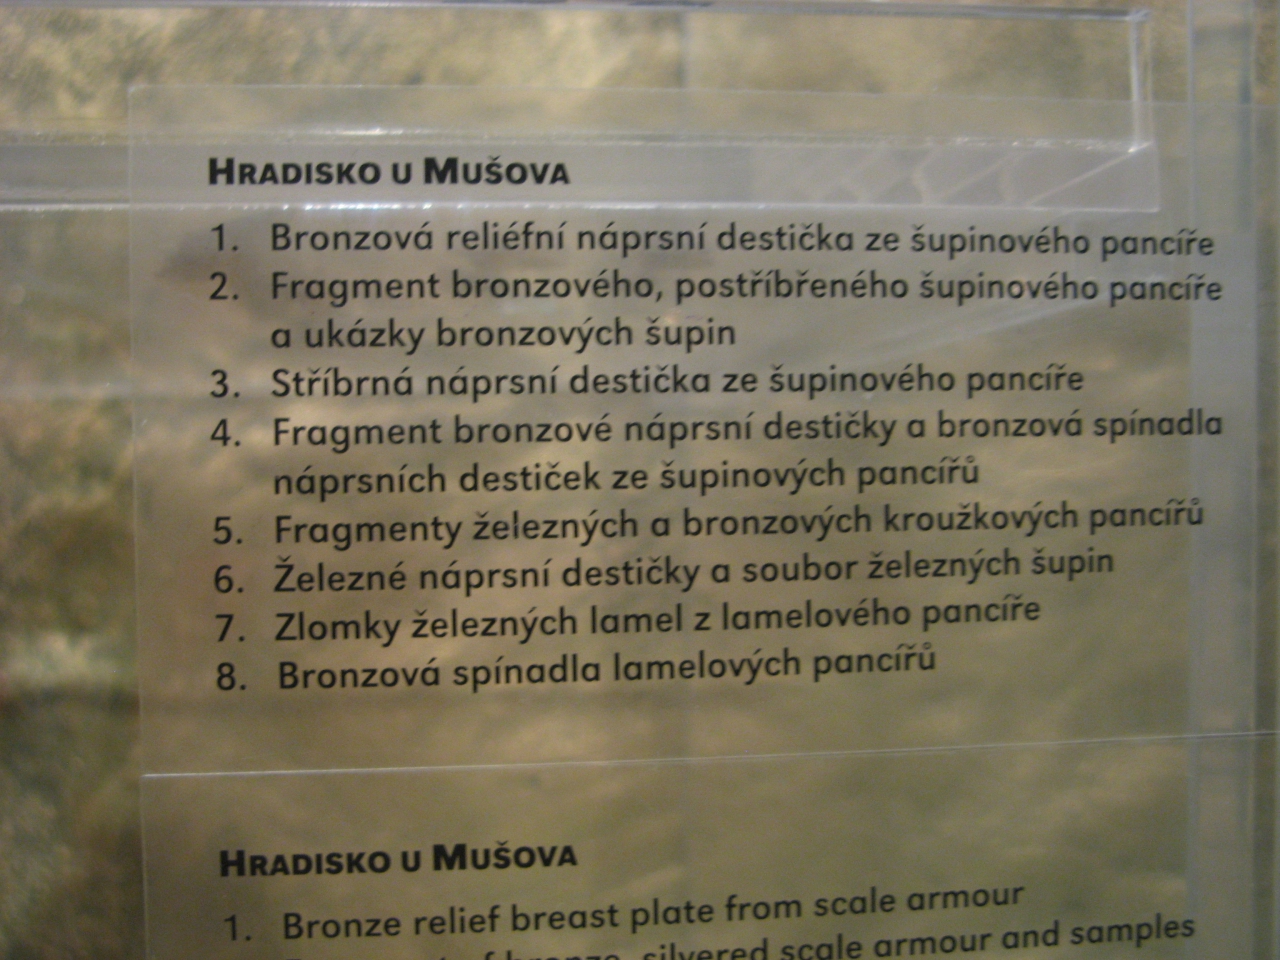 HRADISKO U MUŠOVA
1. Bronzová reliéfní náprsní destička ze šupinového pancíře
2. Fragment bronzového, postříbřeného šupinového pancíře
a ukázky bronzových šupin
3. Stříbrná náprsní destička ze šupinového pancíře
4. Fragment bronzové náprsní destičky a bronzová spínadla
náprsních destiček ze šupinových pancířů
5. Fragmenty železných a bronzových kroužkových pancířů
6. Železné náprsní destičky a soubor železných šupin
7. Zlomky železných lamel z lamelového pancíře
8. Bronzová spínadla lamelových pancířů
HRADISKO U MUŠOVA
1. Bronze relief breast plate from scale armour
of bronze, silvered scale armour and samples